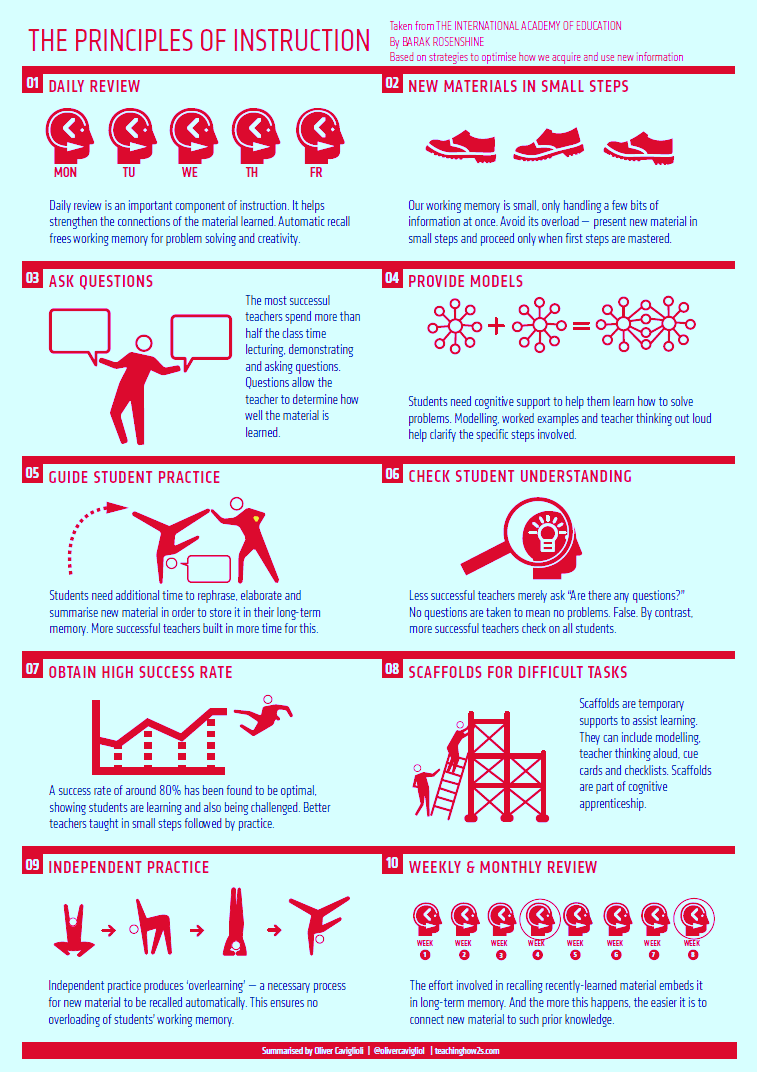 THE PRINCIPLES OF INSTRUCTION
Taken from THE INTERNATIONAL ACADEMY OF EDUCATION
By BARAK ROSENSHINE
Based on strategies to optimise how we acquire and use new information
01 DAILY REVIEW
MON TU WE TH FR
Daily review is an important component of instruction. It helps
strengthen the connections of the material learned. Automatic recall
frees working memory for problem solving and creativity.
02 NEW MATERIALS IN SMALL STEPS
Our working memory is small, only handling a few bits of
information at once. Avoid its overload — present new material in
small steps and proceed only when first steps are mastered.
03 ASK QUESTIONS
The most successul
teachers spend more than
half the class time
lecturing, demonstrating
and asking questions.
Questions allow the
teacher to determine how
well the material is
learned.
04 PROVIDE MODELS
Students need cognitive support to help them learn how to solve
problems. Modelling, worked examples and teacher thinking out loud
help clarify the specific steps involved.
05 GUIDE STUDENT PRACTICE
Students need additional time to rephrase, elaborate and
summarise new material in order to store it in their long-term
memory. More successful teachers built in more time for this.
06 CHECK STUDENT UNDERSTANDING
Less successful teachers merely ask “Are there any questions?”
No questions are taken to mean no problems. False. By contrast,
more successful teachers check on all students.
07 OBTAIN HIGH SUCCESS RATE
A success rate of around 80% has been found to be optimal,
showing students are learning and also being challenged. Better
teachers taught in small steps followed by practice.
08 SCAFFOLDS FOR DIFFICULT TASKS
Scaffolds are temporary
supports to assist learning.
They can include modelling,
teacher thinking aloud, cue
cards and checklists. Scaffolds
are part of cognitive
apprenticeship.
09 INDEPENDENT PRACTICE
Independent practice produces ‘overlearning’ — a necessary process
for new material to be recalled automatically. This ensures no
overloading of students’ working memory.
10 WEEKLY & MONTHLY REVIEW
WEEK WEEK WEEK WEEK WEEK WEEK WEEK WEEK
1 2 3 4 5 6 7 8
The effort involved in recalling recently-learned material embeds it
in long-term memory. And the more this happens, the easier it is to
connect new material to such prior knowledge.
Summarised by Oliver Caviglioli | @olivercavigliol | teachinghow2s.com